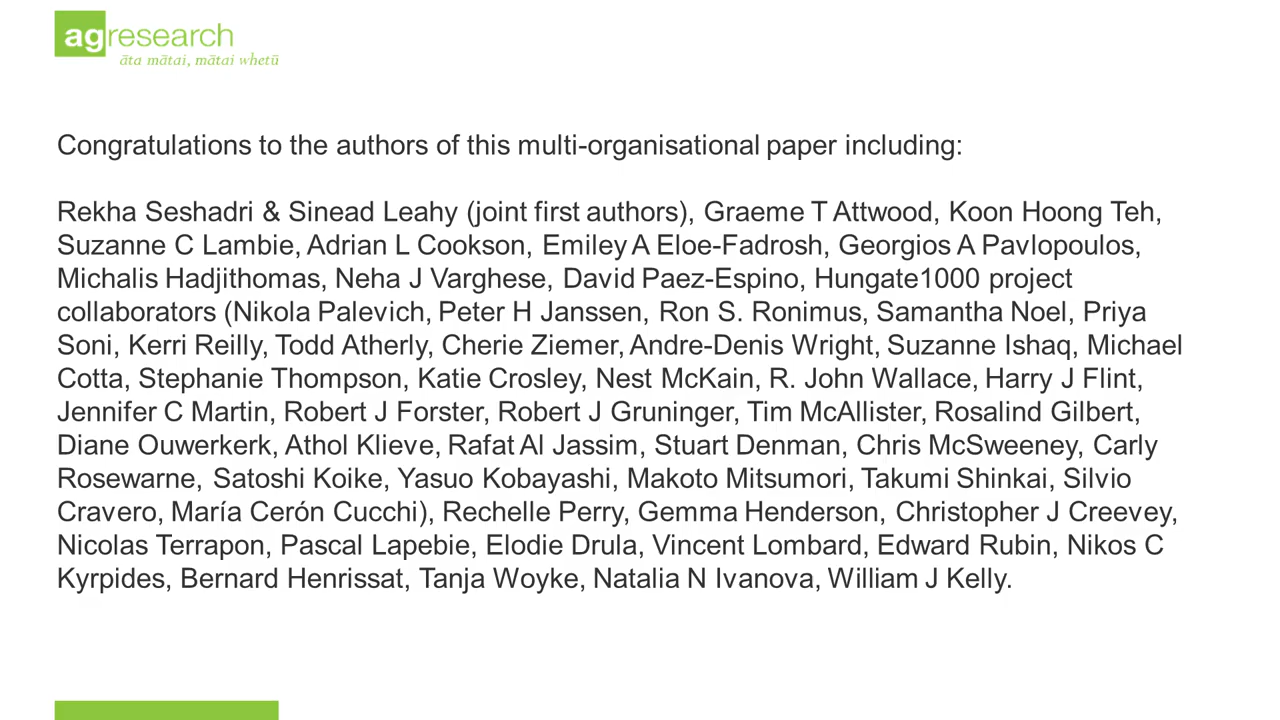 agresearch
āta mātai, mātai whetū
Congratulations to the authors of this multi-organisational paper including:
Rekha Seshadri & Sinead Leahy (joint first authors), Graeme T Attwood, Koon Hoong Teh,
Suzanne C Lambie, Adrian L Cookson, Emiley A Eloe-Fadrosh, Georgios A Pavlopoulos,
Michalis Hadjithomas, Neha J Varghese, David Paez-Espino, Hungate1000 project
collaborators (Nikola Palevich, Peter H Janssen, Ron S. Ronimus, Samantha Noel, Priya
Soni, Kerri Reilly, Todd Atherly, Cherie Ziemer, Andre-Denis Wright, Suzanne Ishaq, Michael
Cotta, Stephanie Thompson, Katie Crosley, Nest McKain, R. John Wallace, Harry J Flint,
Jennifer C Martin, Robert J Forster, Robert J Gruninger, Tim McAllister, Rosalind Gilbert,
Diane Ouwerkerk, Athol Klieve, Rafat Al Jassim, Stuart Denman, Chris McSweeney, Carly
Rosewarne, Satoshi Koike, Yasuo Kobayashi, Makoto Mitsumori, Takumi Shinkai, Silvio
Cravero, María Cerón Cucchi), Rechelle Perry, Gemma Henderson, Christopher J Creevey,
Nicolas Terrapon, Pascal Lapebie, Elodie Drula, Vincent Lombard, Edward Rubin, Nikos C
Kyrpides, Bernard Henrissat, Tanja Woyke, Natalia N Ivanova, William J Kelly.